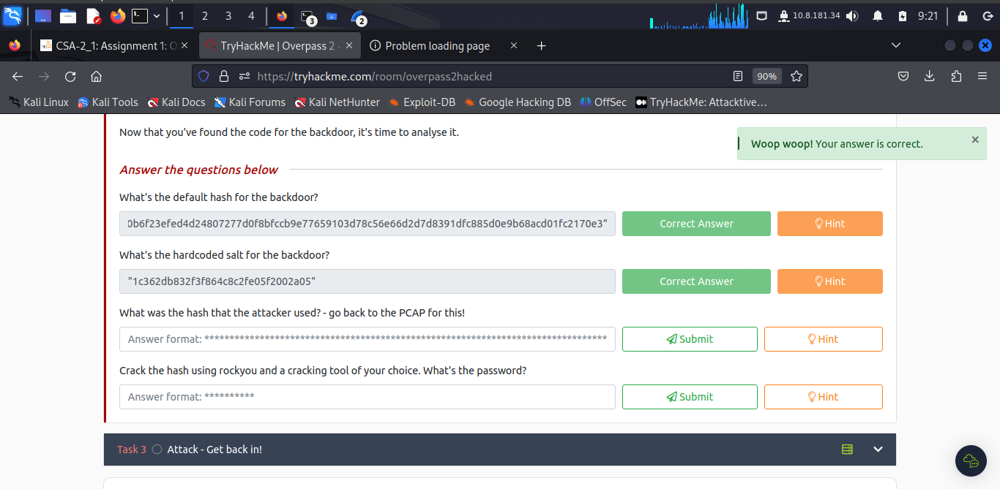 1 2 3 4 3 2 10.8.181.34 9:21
CSA-2_1: Assignment 1: O TryHackMe | Overpass 2 - Problem loading page
https://tryhackme.com/room/overpass2hacked 90%
Kali Linux Kali Tools Kali Docs Kali Forums Kali NetHunter Exploit-DB Google Hacking DB OffSec TryHackMe: Attacktive…
Now that you've found the code for the backdoor, it's time to analyse it.
Woop woop! Your answer is correct.
Answer the questions below
What's the default hash for the backdoor?
0b6f23efed4d24807277d0f8bfccb9e77659103d78c56e66d2d7d8391dfc885d0e9b68acd01fc2170e3" Correct Answer Hint
What's the hardcoded salt for the backdoor?
"1c362db832f3f864c8c2fe05f2002a05" Correct Answer Hint
What was the hash that the attacker used? - go back to the PCAP for this!
Answer format: ******************************************************************************** Submit Hint
Crack the hash using rockyou and a cracking tool of your choice. What's the password?
Answer format: ********** Submit Hint
Task 3 Attack - Get back in!